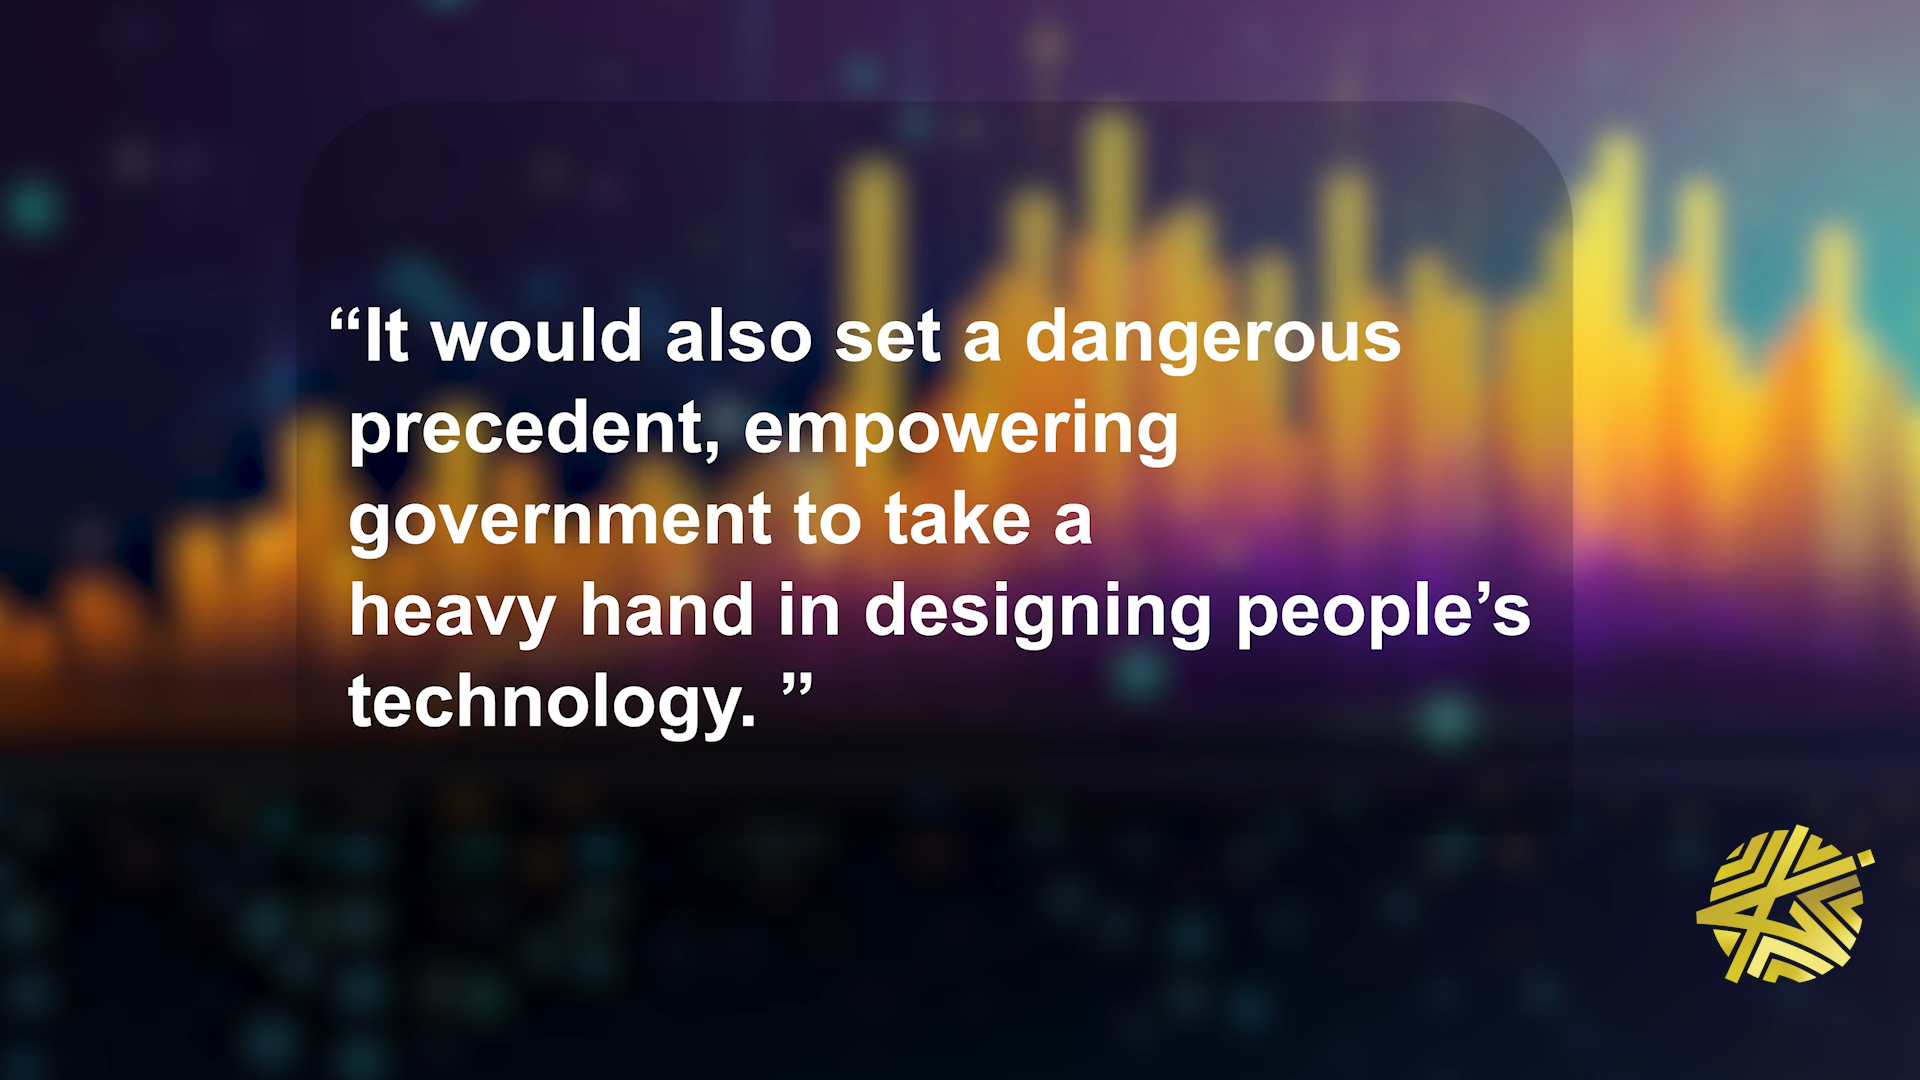 “It would also set a dangerous
precedent, empowering
government to take a
heavy hand in designing people’s
technology. ”